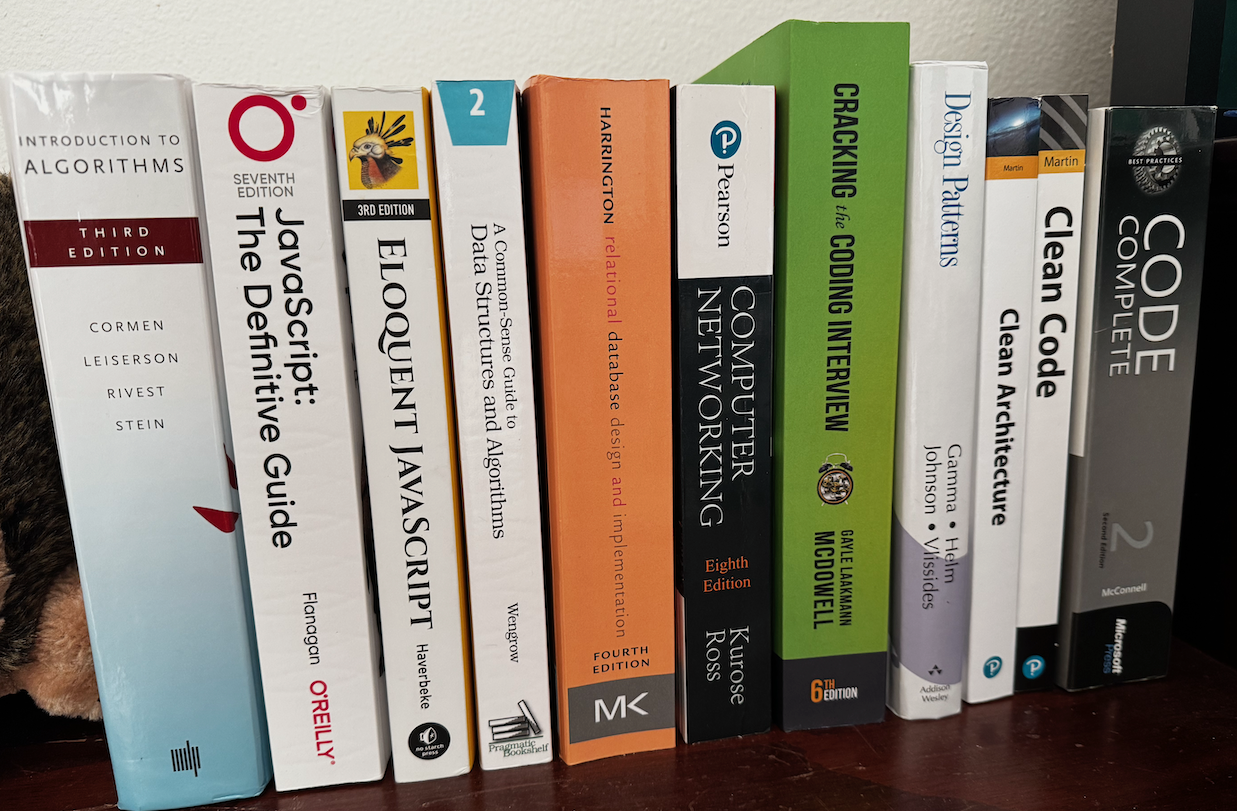 INTRODUCTION TO
ALGORITHMS
THIRD
EDITION
CORMEN
LEISERSON
RIVEST
STEIN
SEVENTH
EDITION
JavaScript:
The Definitive Guide
Flanagan
O'REILLY®
3RD EDITION
ELOQUENT JAVASCRIPT
Haverbeke
no starch
press
2
A Common-Sense Guide to
Data Structures and Algorithms
Wengrow
Pragmatic
Bookshelf
HARRINGTON relational database design and implementation
FOURTH
EDITION
MK
P
Pearson
COMPUTER
NETWORKING
Eighth
Edition
Kurose
Ross
CRACKING the CODING INTERVIEW
GAYLE LAAKMANN
MCDOWELL
6TH EDITION
Design Patterns
Gamma • Helm
Johnson • Vlissides
Addison
Wesley
Martin
Clean Architecture
P
Martin
Clean Code
P
BEST PRACTICES
CODE
COMPLETE
2
Second Edition
McConnell
Microsoft
Press